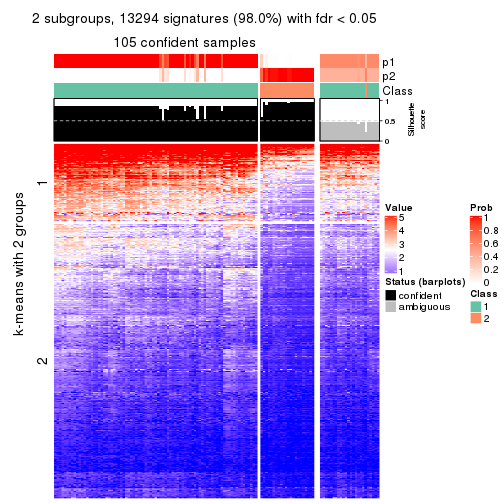 2 subgroups, 13294 signatures (98.0%) with fdr < 0.05
105 confident samples
p1
p2
Class
1
0.5
0
Silhouette
score
k-means with 2 groups
1
2
Value
5
4
3
2
1
Prob
1
0.8
0.6
0.4
0.2
0
Status (barplots)
confident
ambiguous
Class
1
2